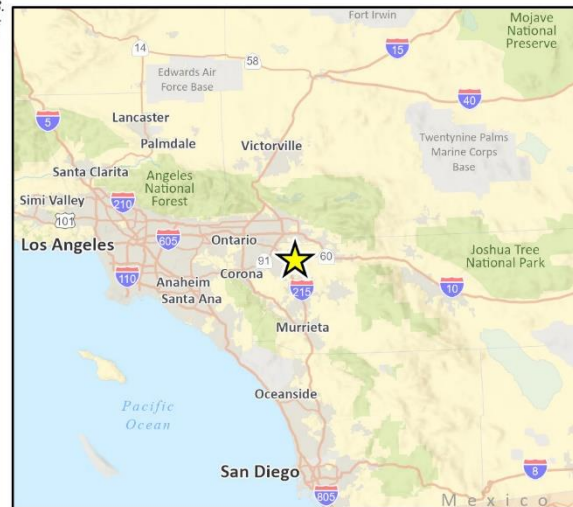 Fort Irwin
Mojave
National
Preserve
14
58
15
Edwards Air
Force Base
40
5
Lancaster
Palmdale
Victorville
Twentynine Palms
Marine Corps
Base
Santa Clarita
Angeles
National
Forest
Simi Valley
210
101
Los Angeles
605
Ontario
91
60
Joshua Tree
National Park
Corona
110
Anaheim
Santa Ana
215
10
Murrieta
Pacific
Ocean
Oceanside
San Diego
8
805
Mexico